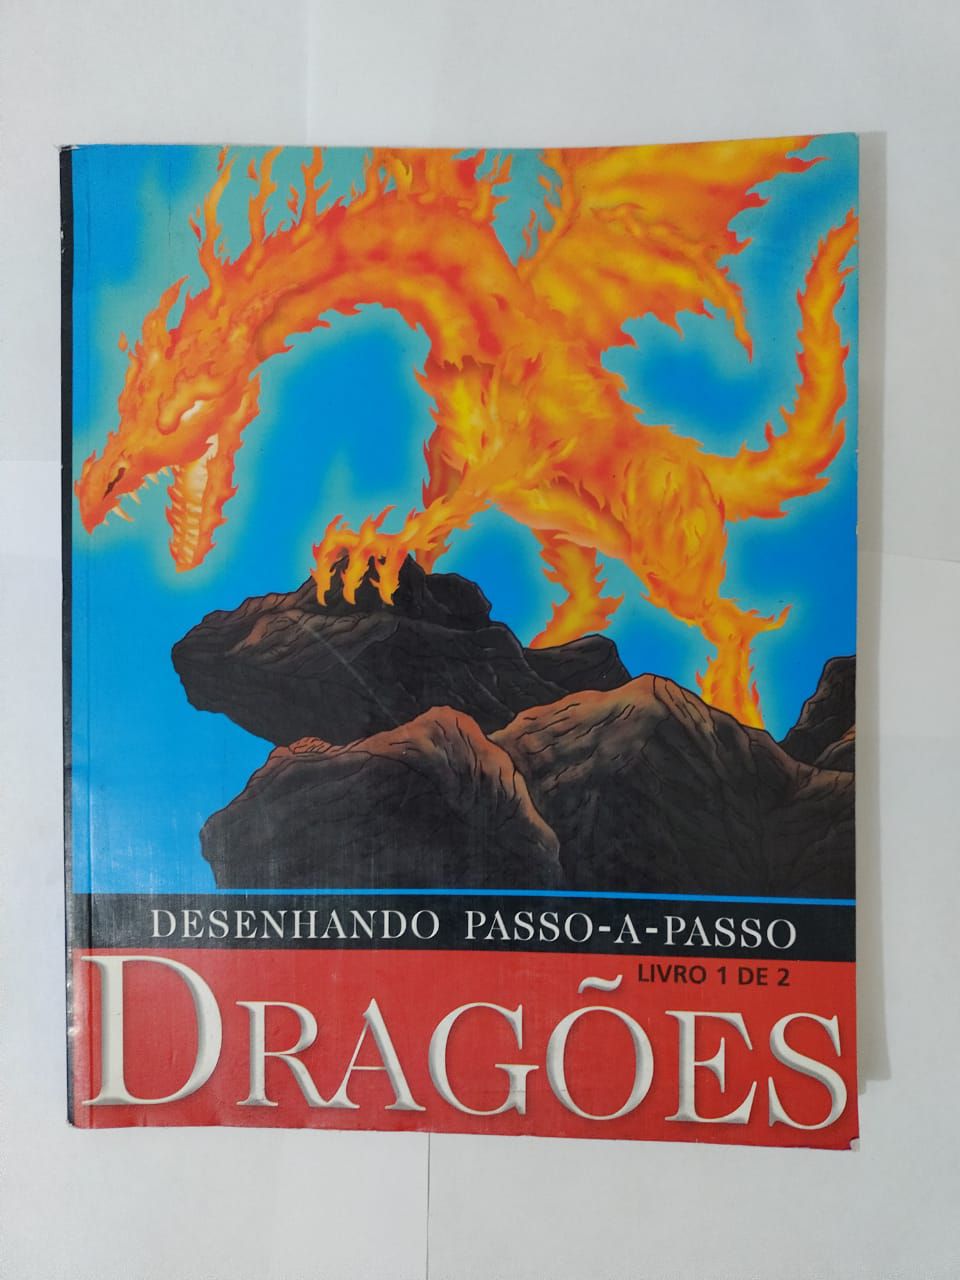 DESENHANDO PASSO-A-PASSO
LIVRO 1 DE 2
DRAGÕES